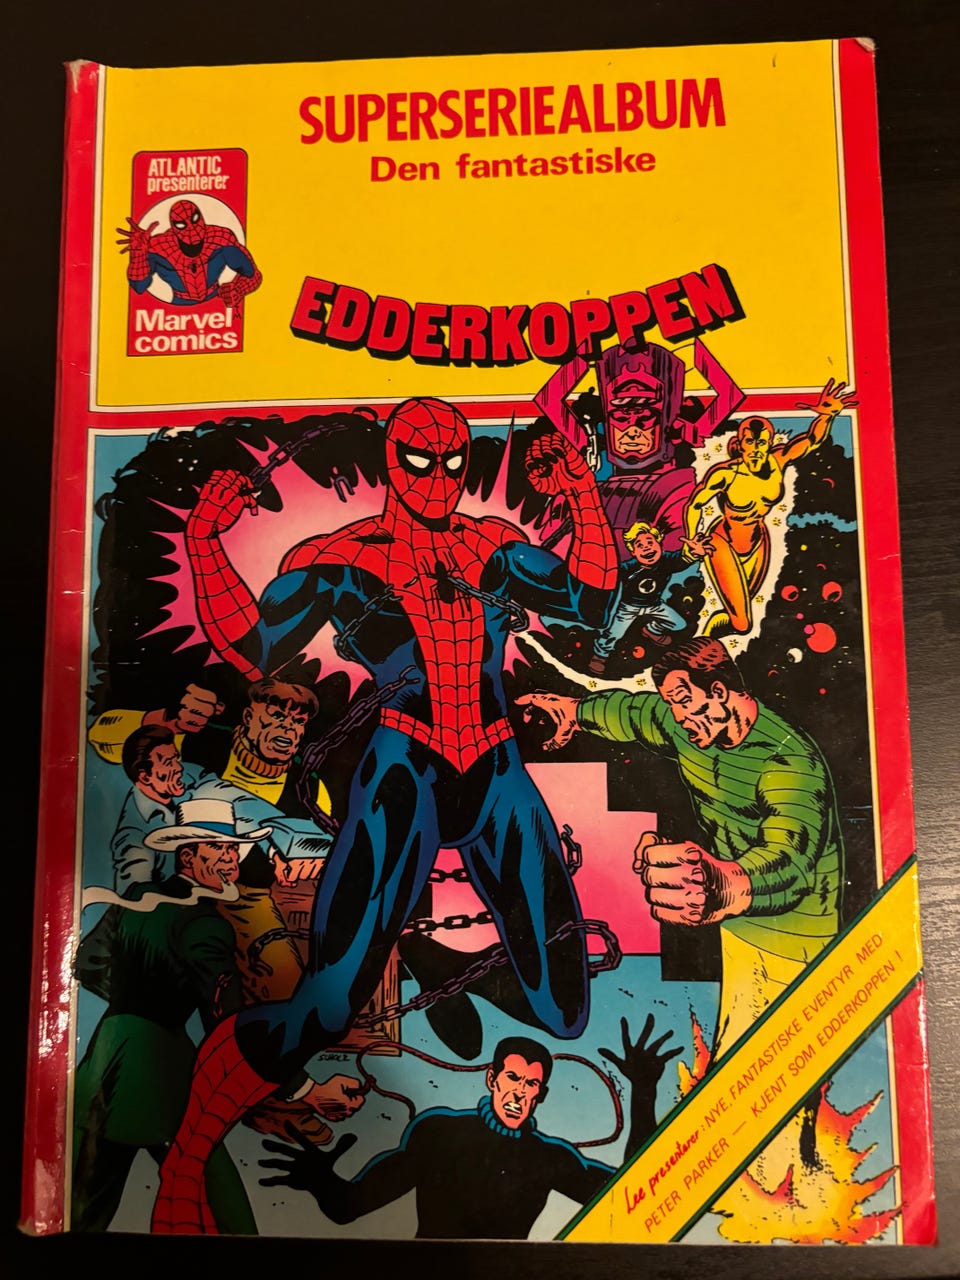 SUPERSERIEALBUM
Den fantastiske
ATLANTIC
presenterer
Marvel
comics
EDDERKOPPEN
SCHOLZ
Lee presenterer: NYE, FANTASTISKE EVENTYR MED
PETER PARKER — KJENT SOM EDDERKOPPEN!